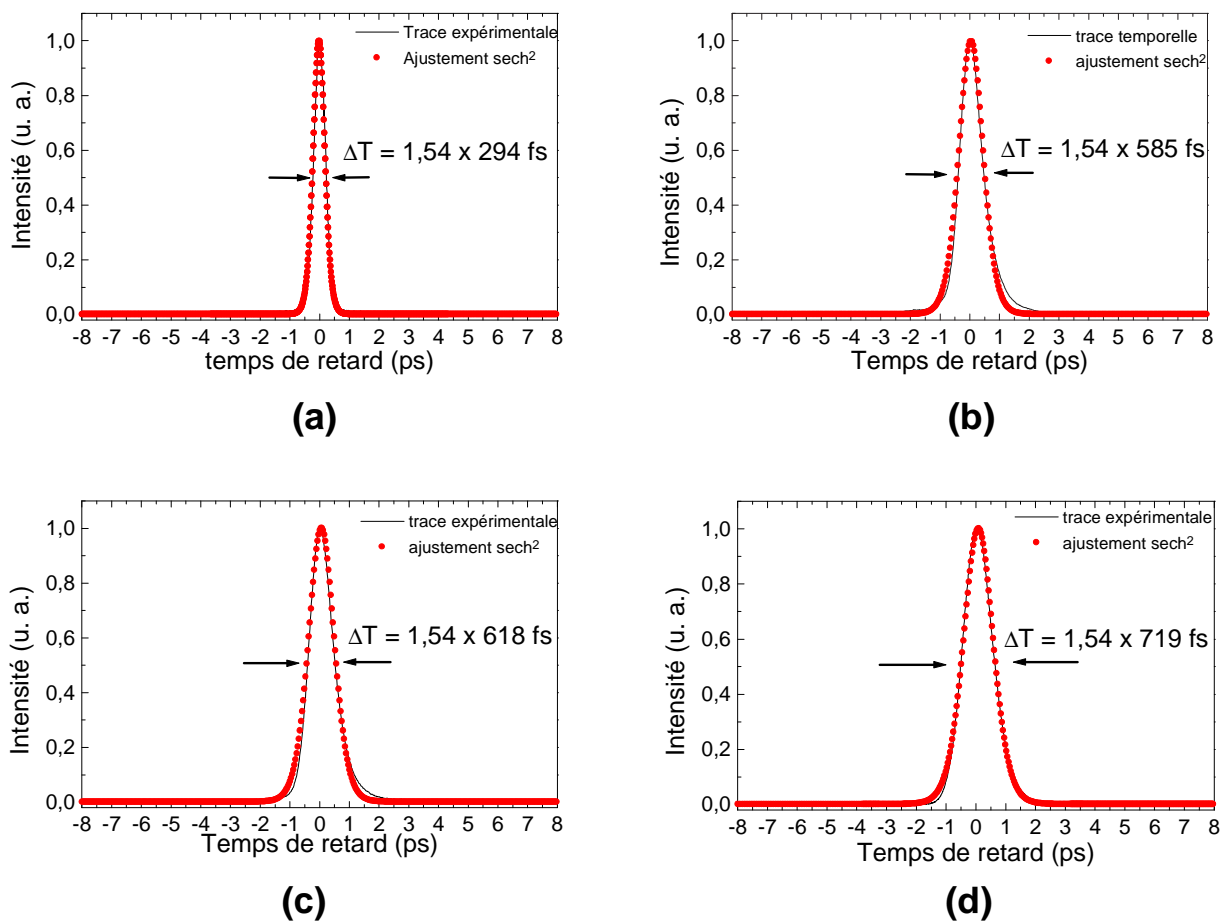 Trace expérimentale
Ajustement sech²
ΔT = 1,54 x 294 fs
Intensité (u. a.)
1,0
0,8
0,6
0,4
0,2
0,0
-8 -7 -6 -5 -4 -3 -2 -1 0 1 2 3 4 5 6 7 8
temps de retard (ps)
(a)
trace temporelle
ajustement sech²
ΔT = 1,54 x 585 fs
Intensité (u. a.)
1,0
0,8
0,6
0,4
0,2
0,0
-8 -7 -6 -5 -4 -3 -2 -1 0 1 2 3 4 5 6 7 8
Temps de retard (ps)
(b)
trace expérimentale
ajustement sech²
ΔT = 1,54 x 618 fs
Intensité (u. a.)
1,0
0,8
0,6
0,4
0,2
0,0
-8 -7 -6 -5 -4 -3 -2 -1 0 1 2 3 4 5 6 7 8
Temps de retard (ps)
(c)
trace expérimentale
ajustement sech²
ΔT = 1,54 x 719 fs
Intensité (u. a.)
1,0
0,8
0,6
0,4
0,2
0,0
-8 -7 -6 -5 -4 -3 -2 -1 0 1 2 3 4 5 6 7 8
Temps de retard (ps)
(d)